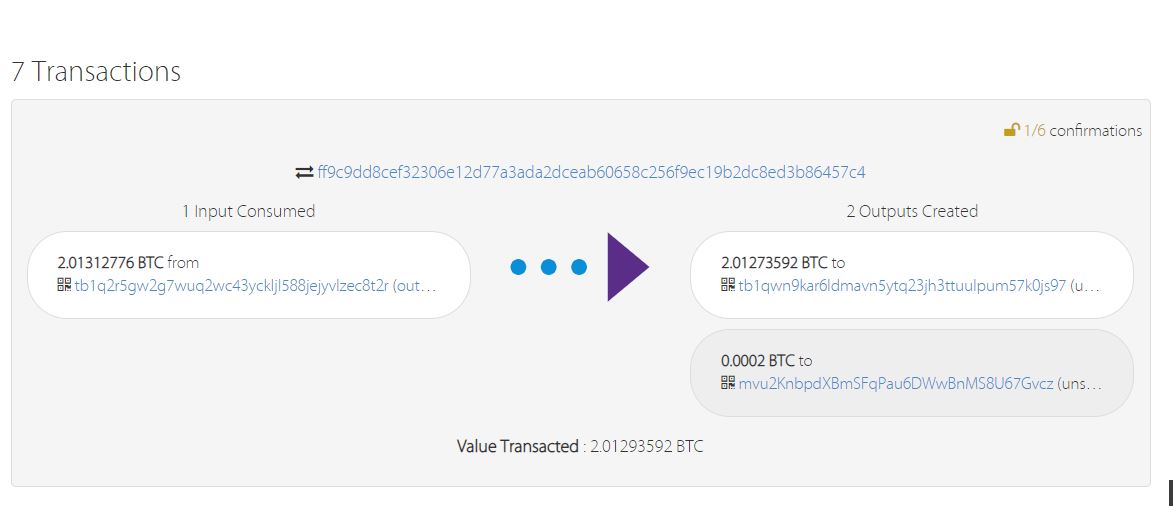 7 Transactions
1/6 confirmations
ff9c9dd8cef32306e12d77a3ada2dceab60658c256f9ec19b2dc8ed3b86457c4
1 Input Consumed
2 Outputs Created
2.01312776 BTC from
tb1q2r5gw2g7wuq2wc43yckljl588jejyvlzec8t2r (out…
2.01273592 BTC to
tb1qwn9kar6ldmavn5ytq23jh3ttuulpum57k0js97 (u…
0.0002 BTC to
mvu2KnbpdXBmSFqPau6DWwBnMS8U67Gvcz (uns…
Value Transacted : 2.01293592 BTC